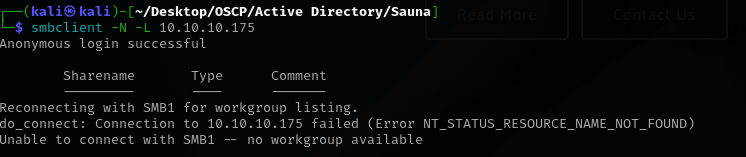 Read More
Contact Us
┌──(kali㉿kali)-[~/Desktop/OSCP/Active Directory/Sauna]
└─$ smbclient -N -L 10.10.10.175
Anonymous login successful
Sharename       Type      Comment
---------       ----      -------
Reconnecting with SMB1 for workgroup listing.
do_connect: Connection to 10.10.10.175 failed (Error NT_STATUS_RESOURCE_NAME_NOT_FOUND)
Unable to connect with SMB1 -- no workgroup available